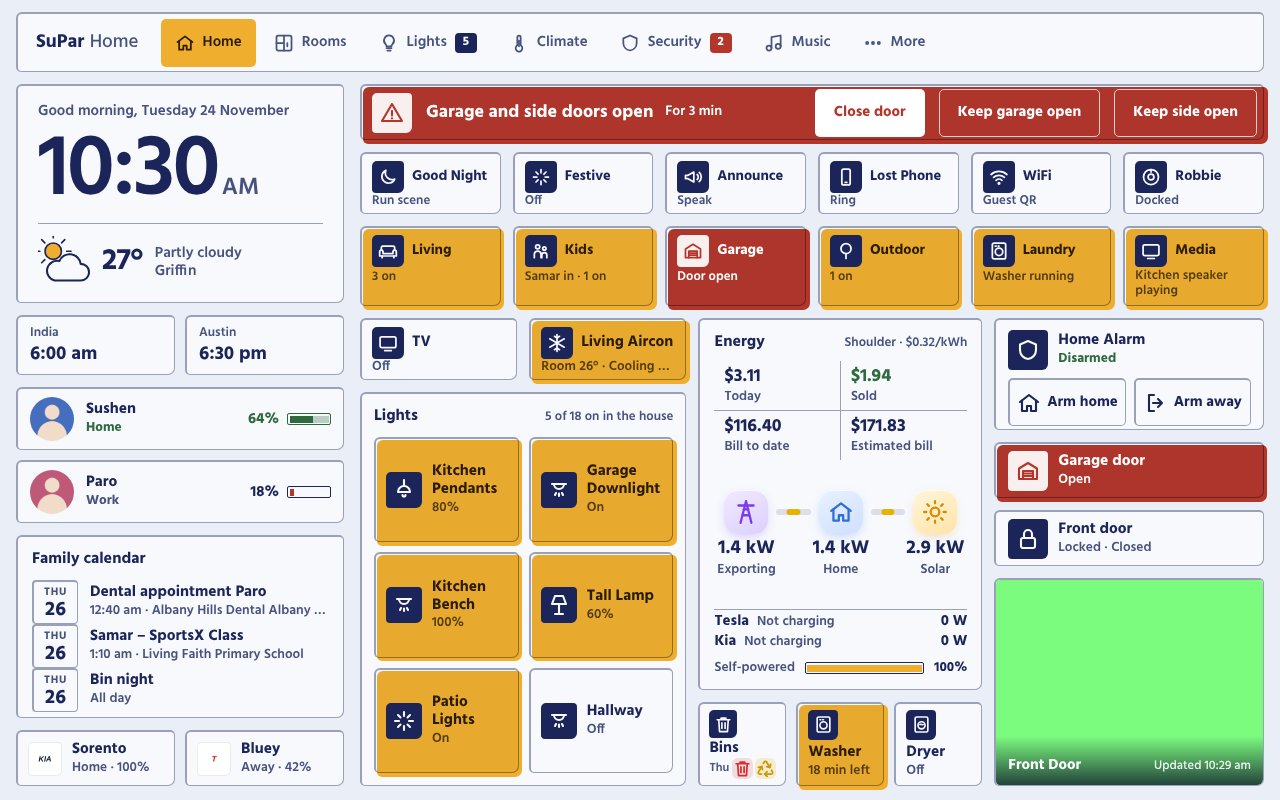 SuPar Home
Home
Rooms
Lights 5
Climate
Security 2
Music
More
Good morning, Tuesday 24 November
10:30 AM
27° Partly cloudy
Griffin
India
6:00 am
Austin
6:30 pm
Sushen
Home
64%
Paro
Work
18%
Family calendar
THU
26
Dental appointment Paro
12:40 am · Albany Hills Dental Albany ...
THU
26
Samar – SportsX Class
1:10 am · Living Faith Primary School
THU
26
Bin night
All day
KIA
Sorento
Home · 100%
T
Bluey
Away · 42%
Garage and side doors open For 3 min
Close door
Keep garage open
Keep side open
Good Night
Run scene
Festive
Off
Announce
Speak
Lost Phone
Ring
WiFi
Guest QR
Robbie
Docked
Living
3 on
Kids
Samar in · 1 on
Garage
Door open
Outdoor
1 on
Laundry
Washer running
Media
Kitchen speaker
playing
TV
Off
Living Aircon
Room 26° · Cooling ...
Lights
5 of 18 on in the house
Kitchen
Pendants
80%
Garage
Downlight
On
Kitchen
Bench
100%
Tall Lamp
60%
Patio
Lights
On
Hallway
Off
Energy
Shoulder · $0.32/kWh
$3.11
Today
$1.94
Sold
$116.40
Bill to date
$171.83
Estimated bill
1.4 kW
Exporting
1.4 kW
Home
2.9 kW
Solar
Tesla Not charging 0 W
Kia Not charging 0 W
Self-powered 100%
Bins
Thu
Washer
18 min left
Dryer
Off
Home Alarm
Disarmed
Arm home
Arm away
Garage door
Open
Front door
Locked · Closed
Front Door
Updated 10:29 am